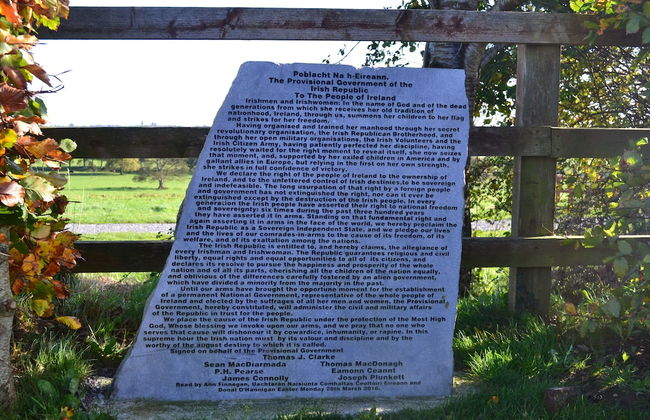 Poblacht Na h-Eireann.
The Provisional Government of the
Irish Republic
To The People of Ireland
Irishmen and Irishwomen: In the name of God and of the dead
generations from which she receives her old tradition of
nationhood, Ireland, through us, summons her children to her flag
and strikes for her freedom.
Having organised and trained her manhood through her secret
revolutionary organisation, the Irish Republican Brotherhood, and
through her open military organisations, the Irish Volunteers and the
Irish Citizen Army, having patiently perfected her discipline, having
resolutely waited for the right moment to reveal itself, she now seizes
that moment, and, supported by her exiled children in America and by
gallant allies in Europe, but relying in the first on her own strength,
she strikes in full confidence of victory.
We declare the right of the people of Ireland to the ownership of
Ireland, and to the unfettered control of Irish destinies,to be sovereign
and indefeasible. The long usurpation of that right by a foreign people
and government has not extinguished the right, nor can it ever be
extinguished except by the destruction of the Irish people. In every
generation the Irish people have asserted their right to national freedom
and sovereignty; six times during the past three hundred years
they have asserted it in arms. Standing on that fundamental right and
again asserting it in arms in the face of the world, we hereby proclaim the
Irish Republic as a Sovereign Independent State, and we pledge our lives
and the lives of our comrades in-arms to the cause of its freedom, of its
welfare, and of its exaltation among the nations.
The Irish Republic is entitled to, and hereby claims, the allegiance of
every Irishman and Irishwoman. The Republic guarantees religious and civil
liberty, equal rights and equal opportunities to all of its citizens, and
declares its resolve to pursue the happiness and prosperity of the whole
nation and of all its parts, cherishing all the children of the nation equally,
and oblivious of the differences carefully fostered by an alien government,
which have divided a minority from the majority in the past.
Until our arms have brought the opportune moment for the establishment
of a permanent National Government, representative of the whole people of
Ireland and elected by the suffrages of all her men and women, the Provisional
Government, hereby constituted, will administer the civil and military affairs
of the Republic in trust for the people.
We place the cause of the Irish Republic under the protection of the Most High
God, Whose blessing we invoke upon our arms, and we pray that no one who
serves that cause will dishonour it by cowardice, inhumanity, or rapine. In this
supreme hour the Irish nation must by its valour and discipline and by the
worthy of the august destiny to which it is called.
Signed on behalf of the Provisional Government
Thomas J. Clarke
Sean MacDiarmada Thomas MacDonagh
P.H. Pearse Eamonn Ceannt
James Connolly Joseph Plunkett
Read by Ann Finnegan, Uachtarán Naisiunta Comhaltas Ceoltoiri Eireann and
Donal O'Hannigan Easter Monday 28th March 2016.